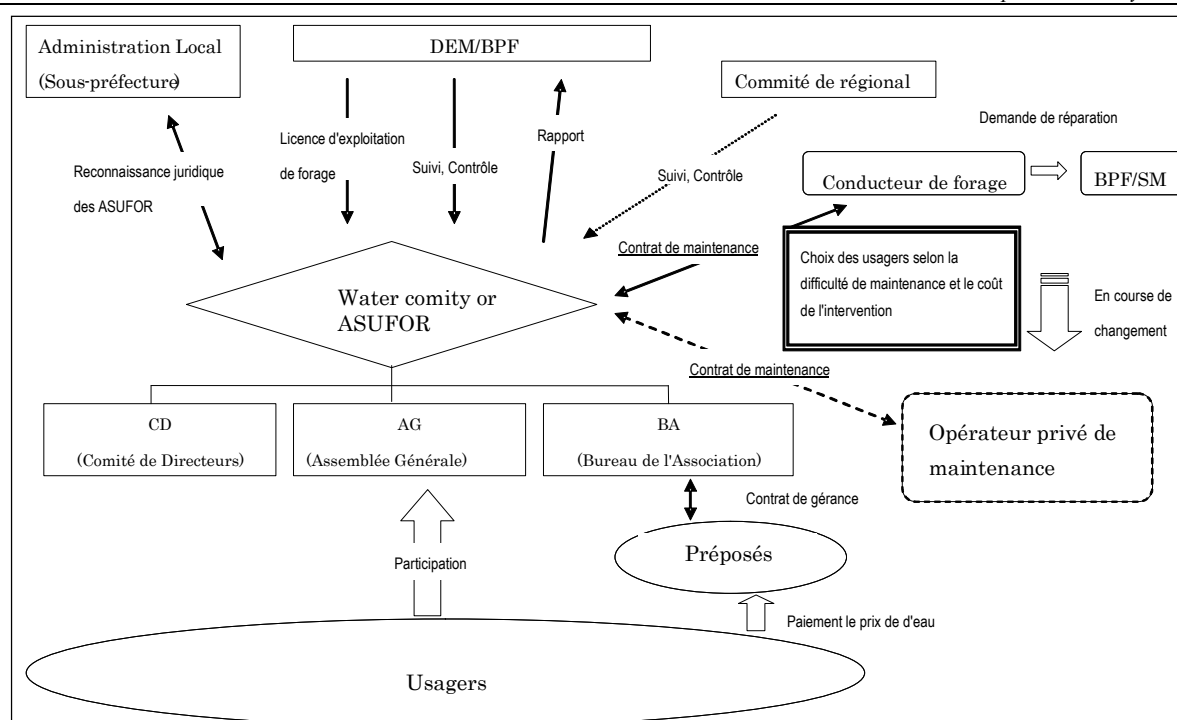 Administration Local
(Sous-préfecture)
DEM/BPF
Commité de régional
Demande de réparation
Licence d'exploitation
de forage
Suivi, Contrôle
Rapport
Reconnaissance juridique
des ASUFOR
Suivi, Contrôle
Conducteur de forage
BPF/SM
Contrat de maintenance
Choix des usagers selon la
difficulté de maintenance et le coût
de l'intervention
En course de
changement
Water comity or
ASUFOR
Contrat de maintenance
CD
(Comité de Directeurs)
AG
(Assemblée Générale)
BA
(Bureau de l'Association)
Opérateur privé de
maintenance
Contrat de gérance
Préposés
Participation
Paiement le prix de d'eau
Usagers